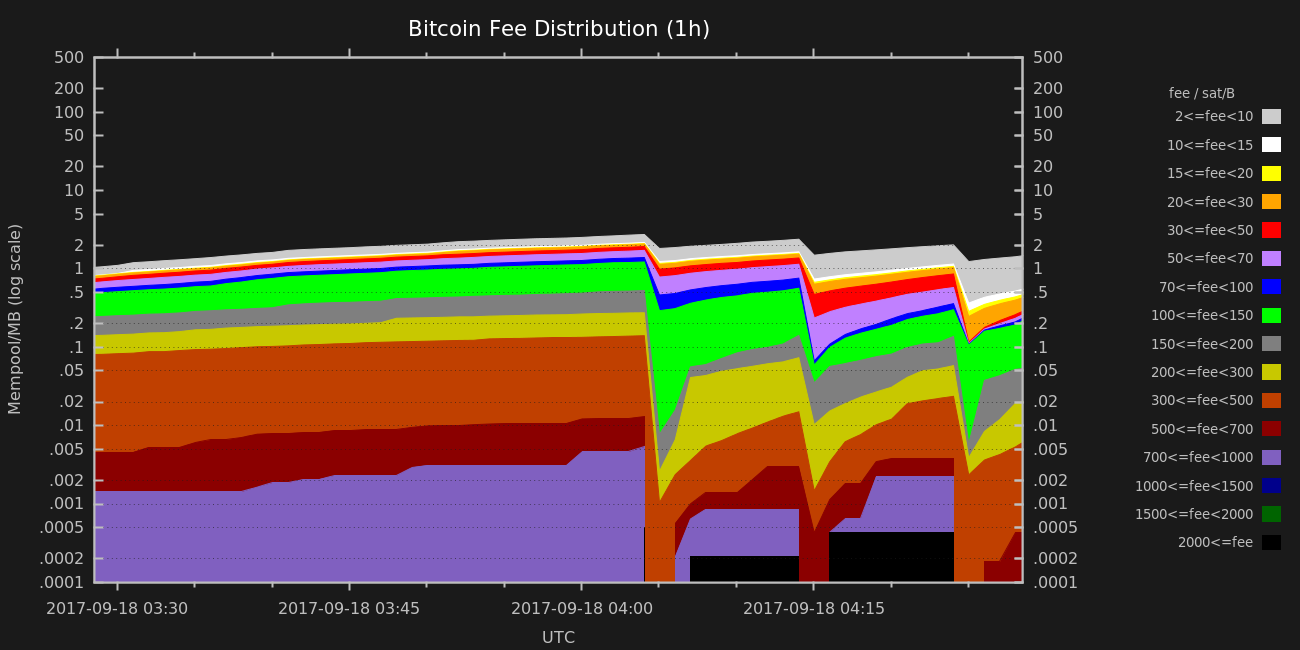 Bitcoin Fee Distribution (1h)
500 500
200 200
100 100
50 50
20 20
10 10
5 5
2 2
1 1
.5 .5
.2 .2
.1 .1
.05 .05
.02 .02
.01 .01
.005 .005
.002 .002
.001 .001
.0005 .0005
.0002 .0002
.0001 .0001
Mempool/MB (log scale)
2017-09-18 03:30 2017-09-18 03:45 2017-09-18 04:00 2017-09-18 04:15
UTC
fee / sat/B
2<=fee<10
10<=fee<15
15<=fee<20
20<=fee<30
30<=fee<50
50<=fee<70
70<=fee<100
100<=fee<150
150<=fee<200
200<=fee<300
300<=fee<500
500<=fee<700
700<=fee<1000
1000<=fee<1500
1500<=fee<2000
2000<=fee